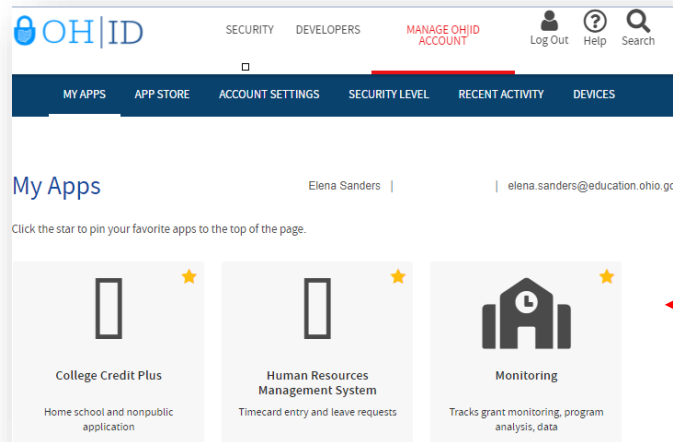 OH|ID
SECURITY DEVELOPERS MANAGE OH|ID
ACCOUNT
Log Out Help Search
MY APPS APP STORE ACCOUNT SETTINGS SECURITY LEVEL RECENT ACTIVITY DEVICES
My Apps
Elena Sanders | | elena.sanders@education.ohio.go
Click the star to pin your favorite apps to the top of the page.
College Credit Plus
Home school and nonpublic
application
Human Resources
Management System
Timecard entry and leave requests
Monitoring
Tracks grant monitoring, program
analysis, data